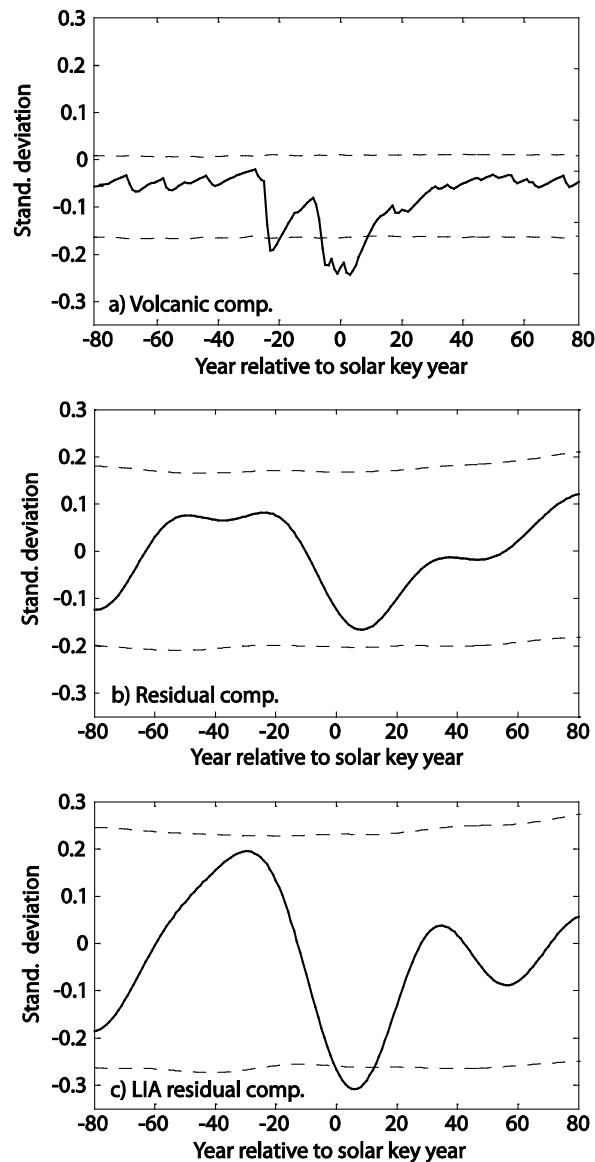 0.3
0.2
0.1
0
-0.1
-0.2
-0.3
Stand. deviation
a) Volcanic comp.
-80 -60 -40 -20 0 20 40 60 80
Year relative to solar key year
0.3
0.2
0.1
0
-0.1
-0.2
-0.3
Stand. deviation
b) Residual comp.
-80 -60 -40 -20 0 20 40 60 80
Year relative to solar key year
0.3
0.2
0.1
0
-0.1
-0.2
-0.3
Stand. deviation
c) LIA residual comp.
-80 -60 -40 -20 0 20 40 60 80
Year relative to solar key year